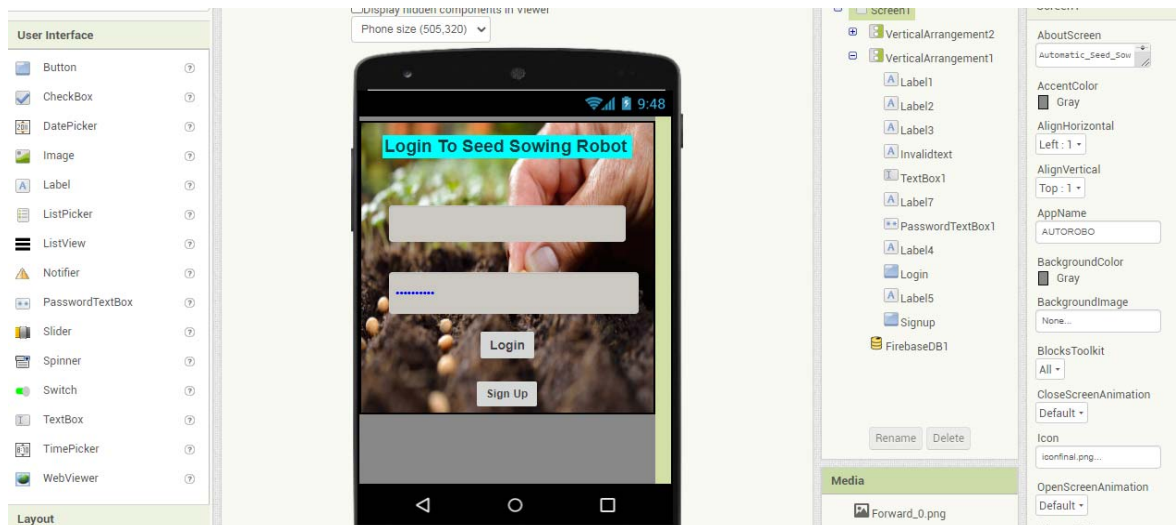 Display hidden components in Viewer
Phone size (505,320)
User Interface
Button
CheckBox
DatePicker
Image
Label
ListPicker
ListView
Notifier
PasswordTextBox
Slider
Spinner
Switch
TextBox
TimePicker
WebViewer
Layout
9:48
Login To Seed Sowing Robot
Login
Sign Up
Screen1
VerticalArrangement2
VerticalArrangement1
Label1
Label2
Label3
Invalidtext
TextBox1
Label7
PasswordTextBox1
Label4
Login
Label5
Signup
FirebaseDB1
Rename Delete
Media
Forward_0.png
Screen1
AboutScreen
Automatic_Seed_Sow
AccentColor
Gray
AlignHorizontal
Left : 1
AlignVertical
Top : 1
AppName
AUTOROBO
BackgroundColor
Gray
BackgroundImage
None...
BlocksToolkit
All
CloseScreenAnimation
Default
Icon
iconfinal.png...
OpenScreenAnimation
Default